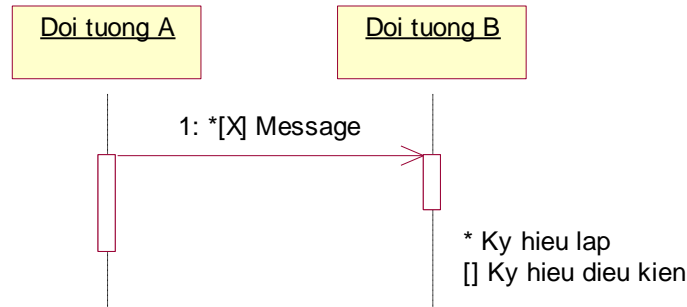 Doi tuong A
Doi tuong B
1: *[X] Message
* Ky hieu lap
[] Ky hieu dieu kien